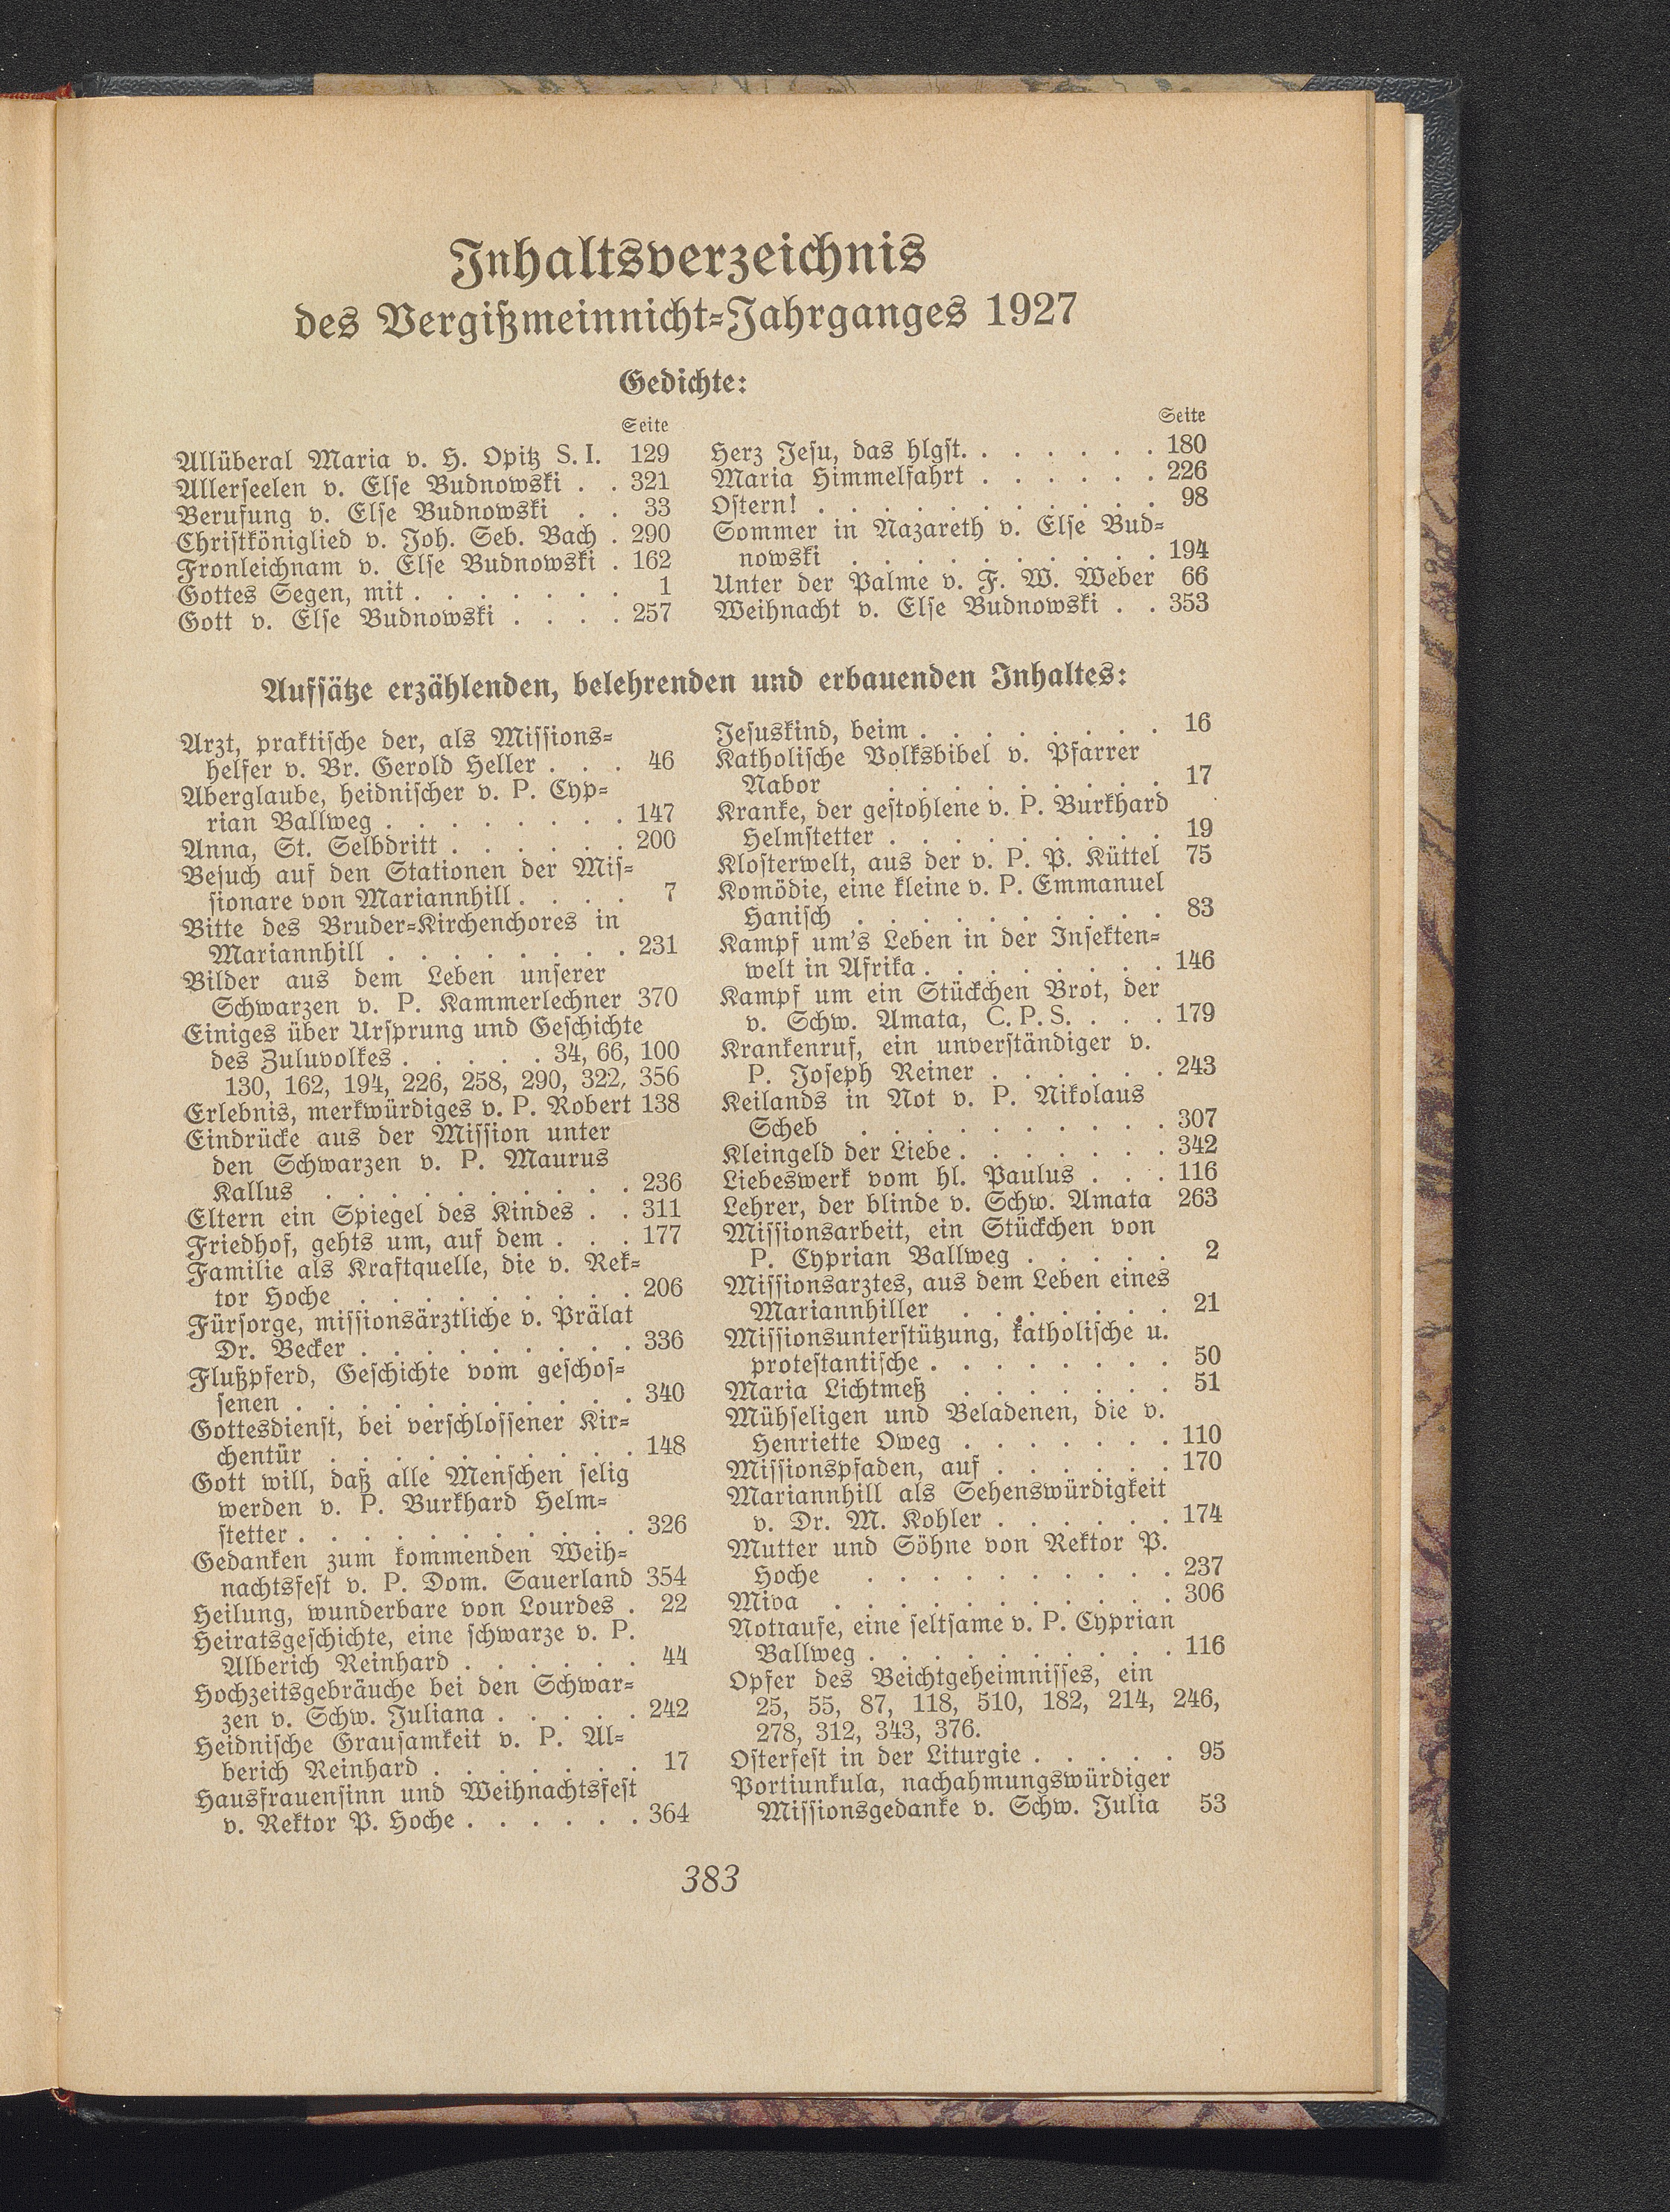 Inhaltsverzeichnis
des Vergißmeinnicht-Jahrganges 1927
Gedichte:
Seite
Allüberal Maria v. H. Opitz S. I. 129
Allerseelen v. Else Budnowski . . 321
Berufung v. Else Budnowski . . 33
Christköniglied v. Joh. Seb. Bach . 290
Fronleichnam v. Else Budnowski . 162
Gottes Segen, mit . . . . . . . 1
Gott v. Else Budnowski . . . . 257
Seite
Herz Jesu, das hlgst. . . . . . . 180
Maria Himmelfahrt . . . . . . 226
Ostern! . . . . . . . . . . . 98
Sommer in Nazareth v. Else Bud-
nowski . . . . . . . . . . 194
Unter der Palme v. F. W. Weber 66
Weihnacht v. Else Budnowski . . 353
Aufsätze erzählenden, belehrenden und erbauenden Inhaltes:
Arzt, praktische der, als Missions-
helfer v. Br. Gerold Heller . . . 46
Aberglaube, heidnischer v. P. Cyp-
rian Ballweg . . . . . . . . 147
Anna, St. Selbdritt . . . . . . 200
Besuch auf den Stationen der Mis-
sionare von Mariannhill . . . . 7
Bitte des Bruder-Kirchenchores in
Mariannhill . . . . . . . . 231
Bilder aus dem Leben unserer
Schwarzen v. P. Kammerlechner 370
Einiges über Ursprung und Geschichte
des Zuluvolkes . . . . . 34, 66, 100
130, 162, 194, 226, 258, 290, 322, 356
Erlebnis, merkwürdiges v. P. Robert 138
Eindrücke aus der Mission unter
den Schwarzen v. P. Maurus
Kallus . . . . . . . . . . 236
Eltern ein Spiegel des Kindes . . 311
Friedhof, gehts um, auf dem . . . 177
Familie als Kraftquelle, die v. Rek-
tor Hoche . . . . . . . . . 206
Fürsorge, missionsärztliche v. Prälat
Dr. Becker . . . . . . . . . 336
Flußpferd, Geschichte vom geschos-
senen . . . . . . . . . . . 340
Gottesdienst, bei verschlossener Kir-
chentür . . . . . . . . . . 148
Gott will, daß alle Menschen selig
werden v. P. Burkhard Helm-
stetter . . . . . . . . . . . 326
Gedanken zum kommenden Weih-
nachtsfest v. P. Dom. Sauerland 354
Heilung, wunderbare von Lourdes . 22
Heiratsgeschichte, eine schwarze v. P.
Alberich Reinhard . . . . . . 44
Hochzeitsgebräuche bei den Schwar-
zen v. Schw. Juliana . . . . . 242
Heidnische Grausamkeit v. P. Al-
berich Reinhard . . . . . . . 17
Hausfrauensinn und Weihnachtsfest
v. Rektor P. Hoche . . . . . . 364
Jesuskind, beim . . . . . . . . 16
Katholische Volksbibel v. Pfarrer
Nabor . . . . . . . . . 17
Kranke, der gestohlene v. P. Burkhard
Helmstetter . . . . . . . . . 19
Klosterwelt, aus der v. P. P. Küttel 75
Komödie, eine kleine v. P. Emmanuel
Hanisch . . . . . . . . . . 83
Kampf um's Leben in der Insekten-
welt in Afrika . . . . . . . . 146
Kampf um ein Stückchen Brot, der
v. Schw. Amata, C. P. S. . . . 179
Krankenruf, ein unverständiger v.
P. Joseph Reiner . . . . . . 243
Keilands in Not v. P. Nikolaus
Scheb . . . . . . . . . . 307
Kleingeld der Liebe . . . . . . . 342
Liebeswerk vom hl. Paulus . . . 116
Lehrer, der blinde v. Schw. Amata 263
Missionsarbeit, ein Stückchen von
P. Cyprian Ballweg . . . . . 2
Missionsarztes, aus dem Leben eines
Mariannhiller . . . . . . . 21
Missionsunterstützung, katholische u.
protestantische . . . . . . . . 50
Maria Lichtmeß . . . . . . . 51
Mühseligen und Beladenen, die v.
Henriette Oweg . . . . . . . 110
Missionspfaden, auf . . . . . . 170
Mariannhill als Sehenswürdigkeit
v. Dr. M. Kohler . . . . . . 174
Mutter und Söhne von Rektor P.
Hoche . . . . . . . . . . 237
Miva . . . . . . . . . . . 306
Nottaufe, eine seltsame v. P. Cyprian
Ballweg . . . . . . . . . . 116
Opfer des Beichtgeheimnisses, ein
25, 55, 87, 118, 510, 182, 214, 246,
278, 312, 343, 376.
Osterfest in der Liturgie . . . . . 95
Portiunkula, nachahmungswürdiger
Missionsgedanke v. Schw. Julia 53
383